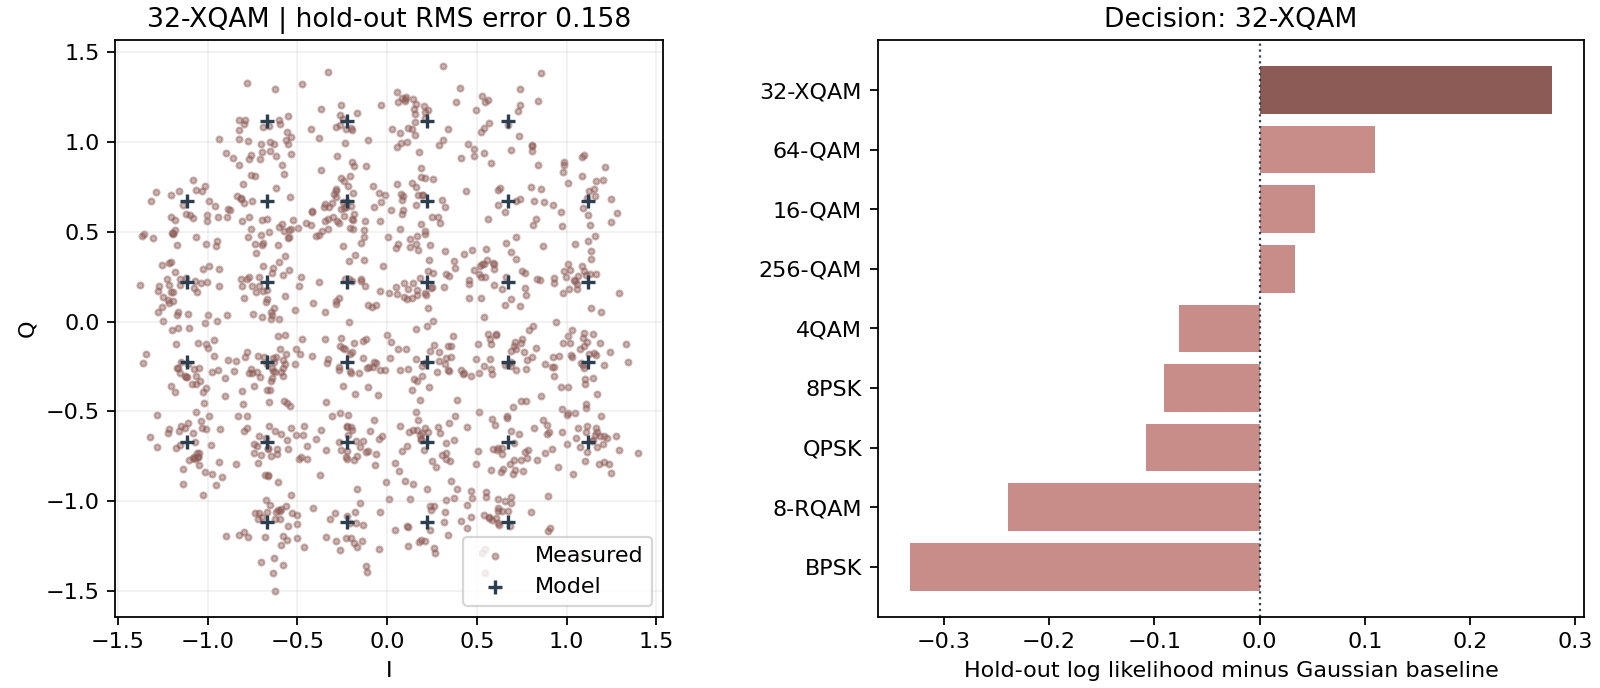 32-XQAM | hold-out RMS error 0.158
1.5
1.0
0.5
0.0
−0.5
−1.0
−1.5
Q
−1.5 −1.0 −0.5 0.0 0.5 1.0 1.5
I
Measured
Model
Decision: 32-XQAM
32-XQAM
64-QAM
16-QAM
256-QAM
4QAM
8PSK
QPSK
8-RQAM
BPSK
−0.3 −0.2 −0.1 0.0 0.1 0.2 0.3
Hold-out log likelihood minus Gaussian baseline